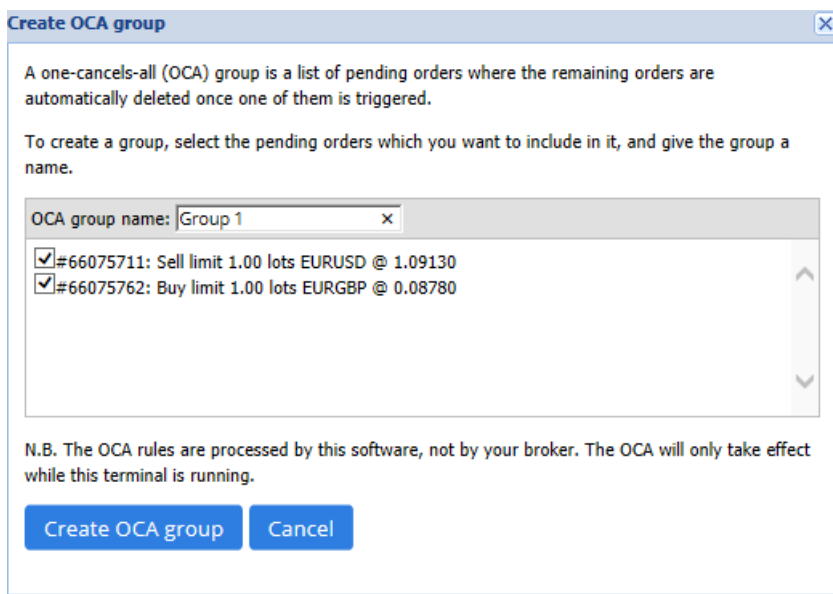 Create OCA group
A one-cancels-all (OCA) group is a list of pending orders where the remaining orders are
automatically deleted once one of them is triggered.
To create a group, select the pending orders which you want to include in it, and give the group a
name.
OCA group name: Group 1
#66075711: Sell limit 1.00 lots EURUSD @ 1.09130
#66075762: Buy limit 1.00 lots EURGBP @ 0.08780
N.B. The OCA rules are processed by this software, not by your broker. The OCA will only take effect
while this terminal is running.
Create OCA group Cancel